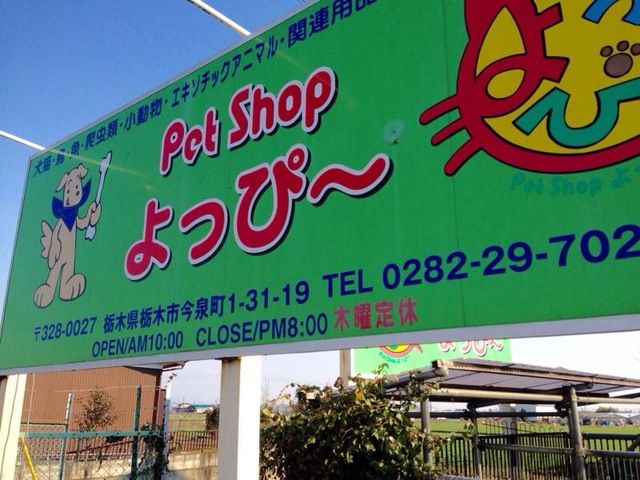 犬・猫・鳥・魚・爬虫類・小動物・エキゾチックアニマル・関連用品
Pet Shop
よっぴ〜
〒328-0027 栃木県栃木市今泉町1-31-19 TEL 0282-29-702
OPEN/AM10:00 CLOSE/PM8:00 木曜定休
Pet Shop よ